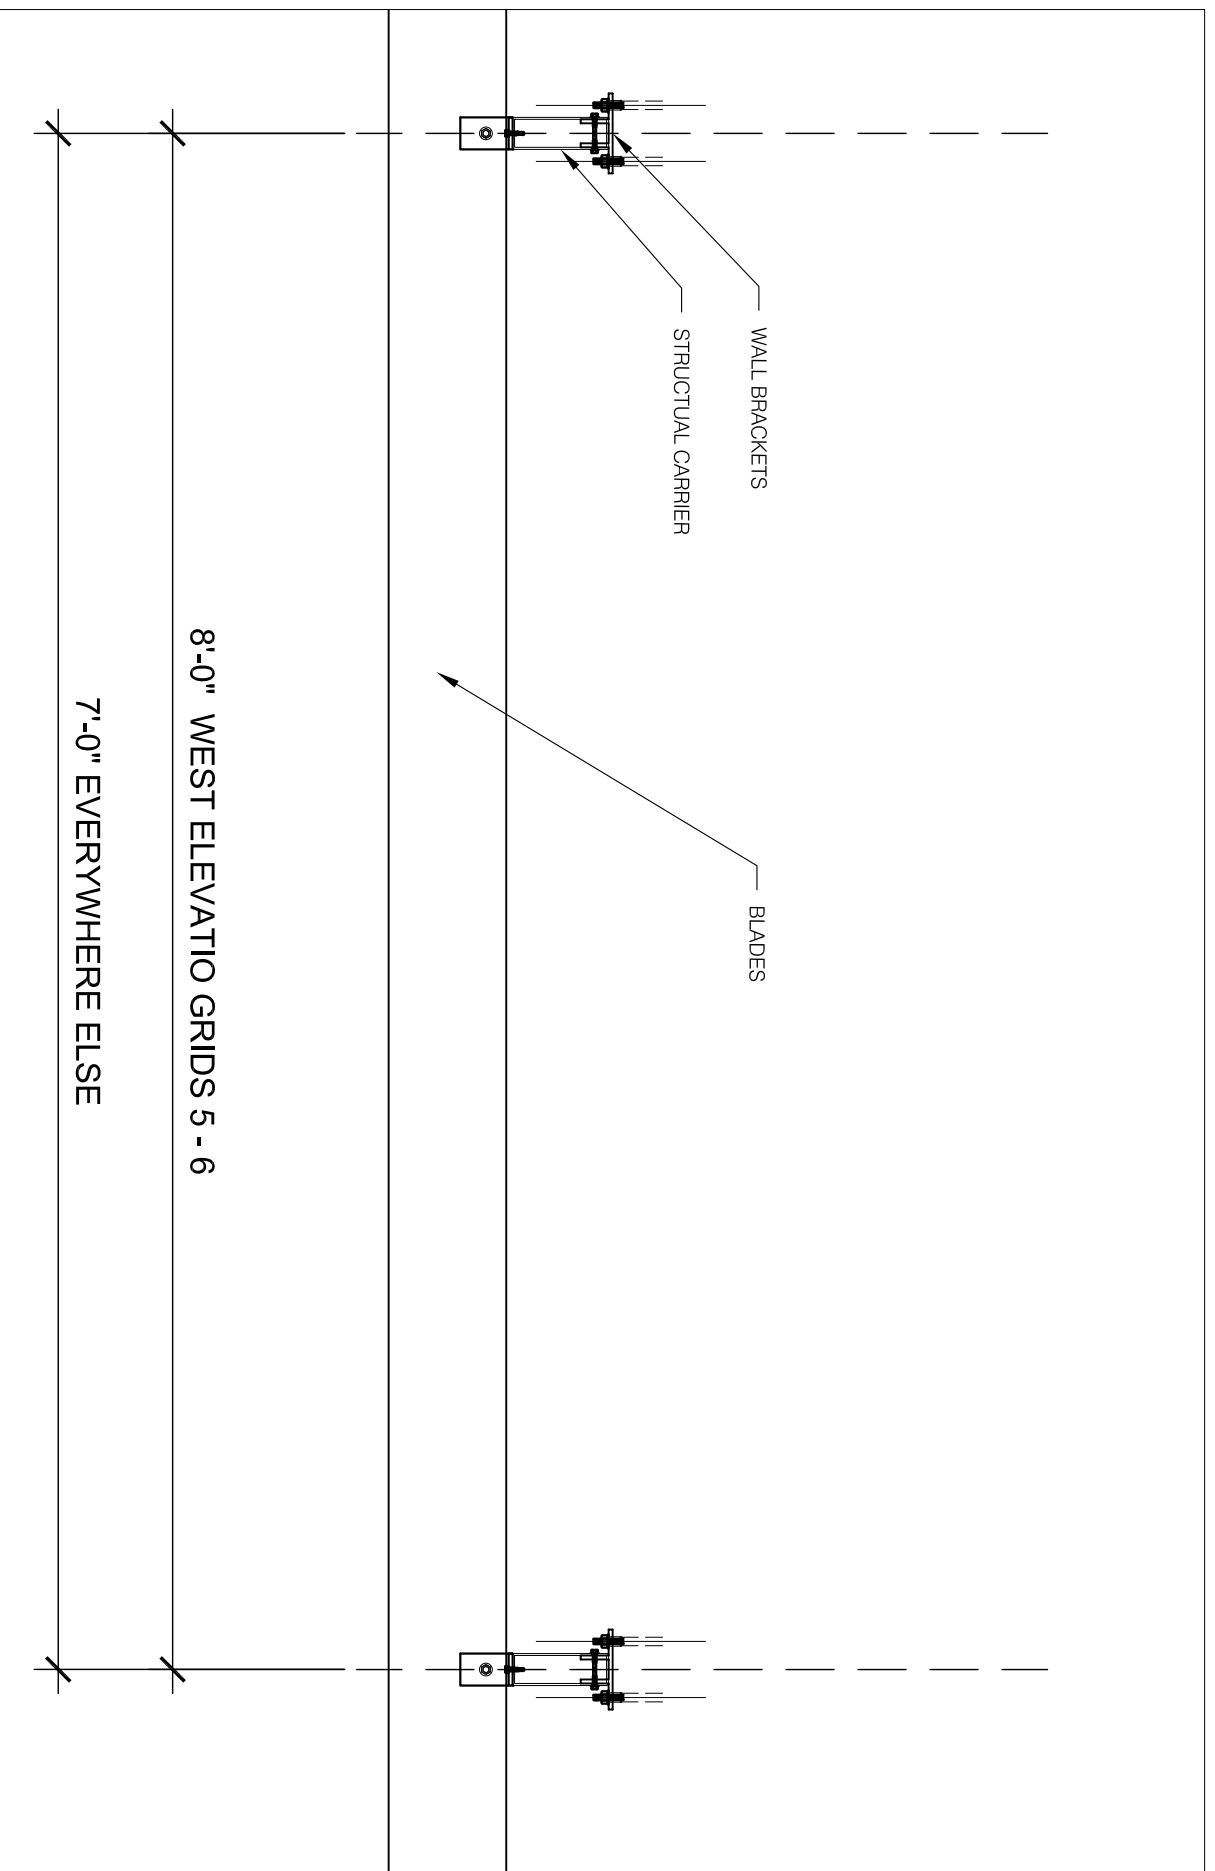 WALL BRACKETS
STRUCTUAL CARRIER
BLADES
8'-0" WEST ELEVATIO GRIDS 5 - 6
7'-0" EVERYWHERE ELSE